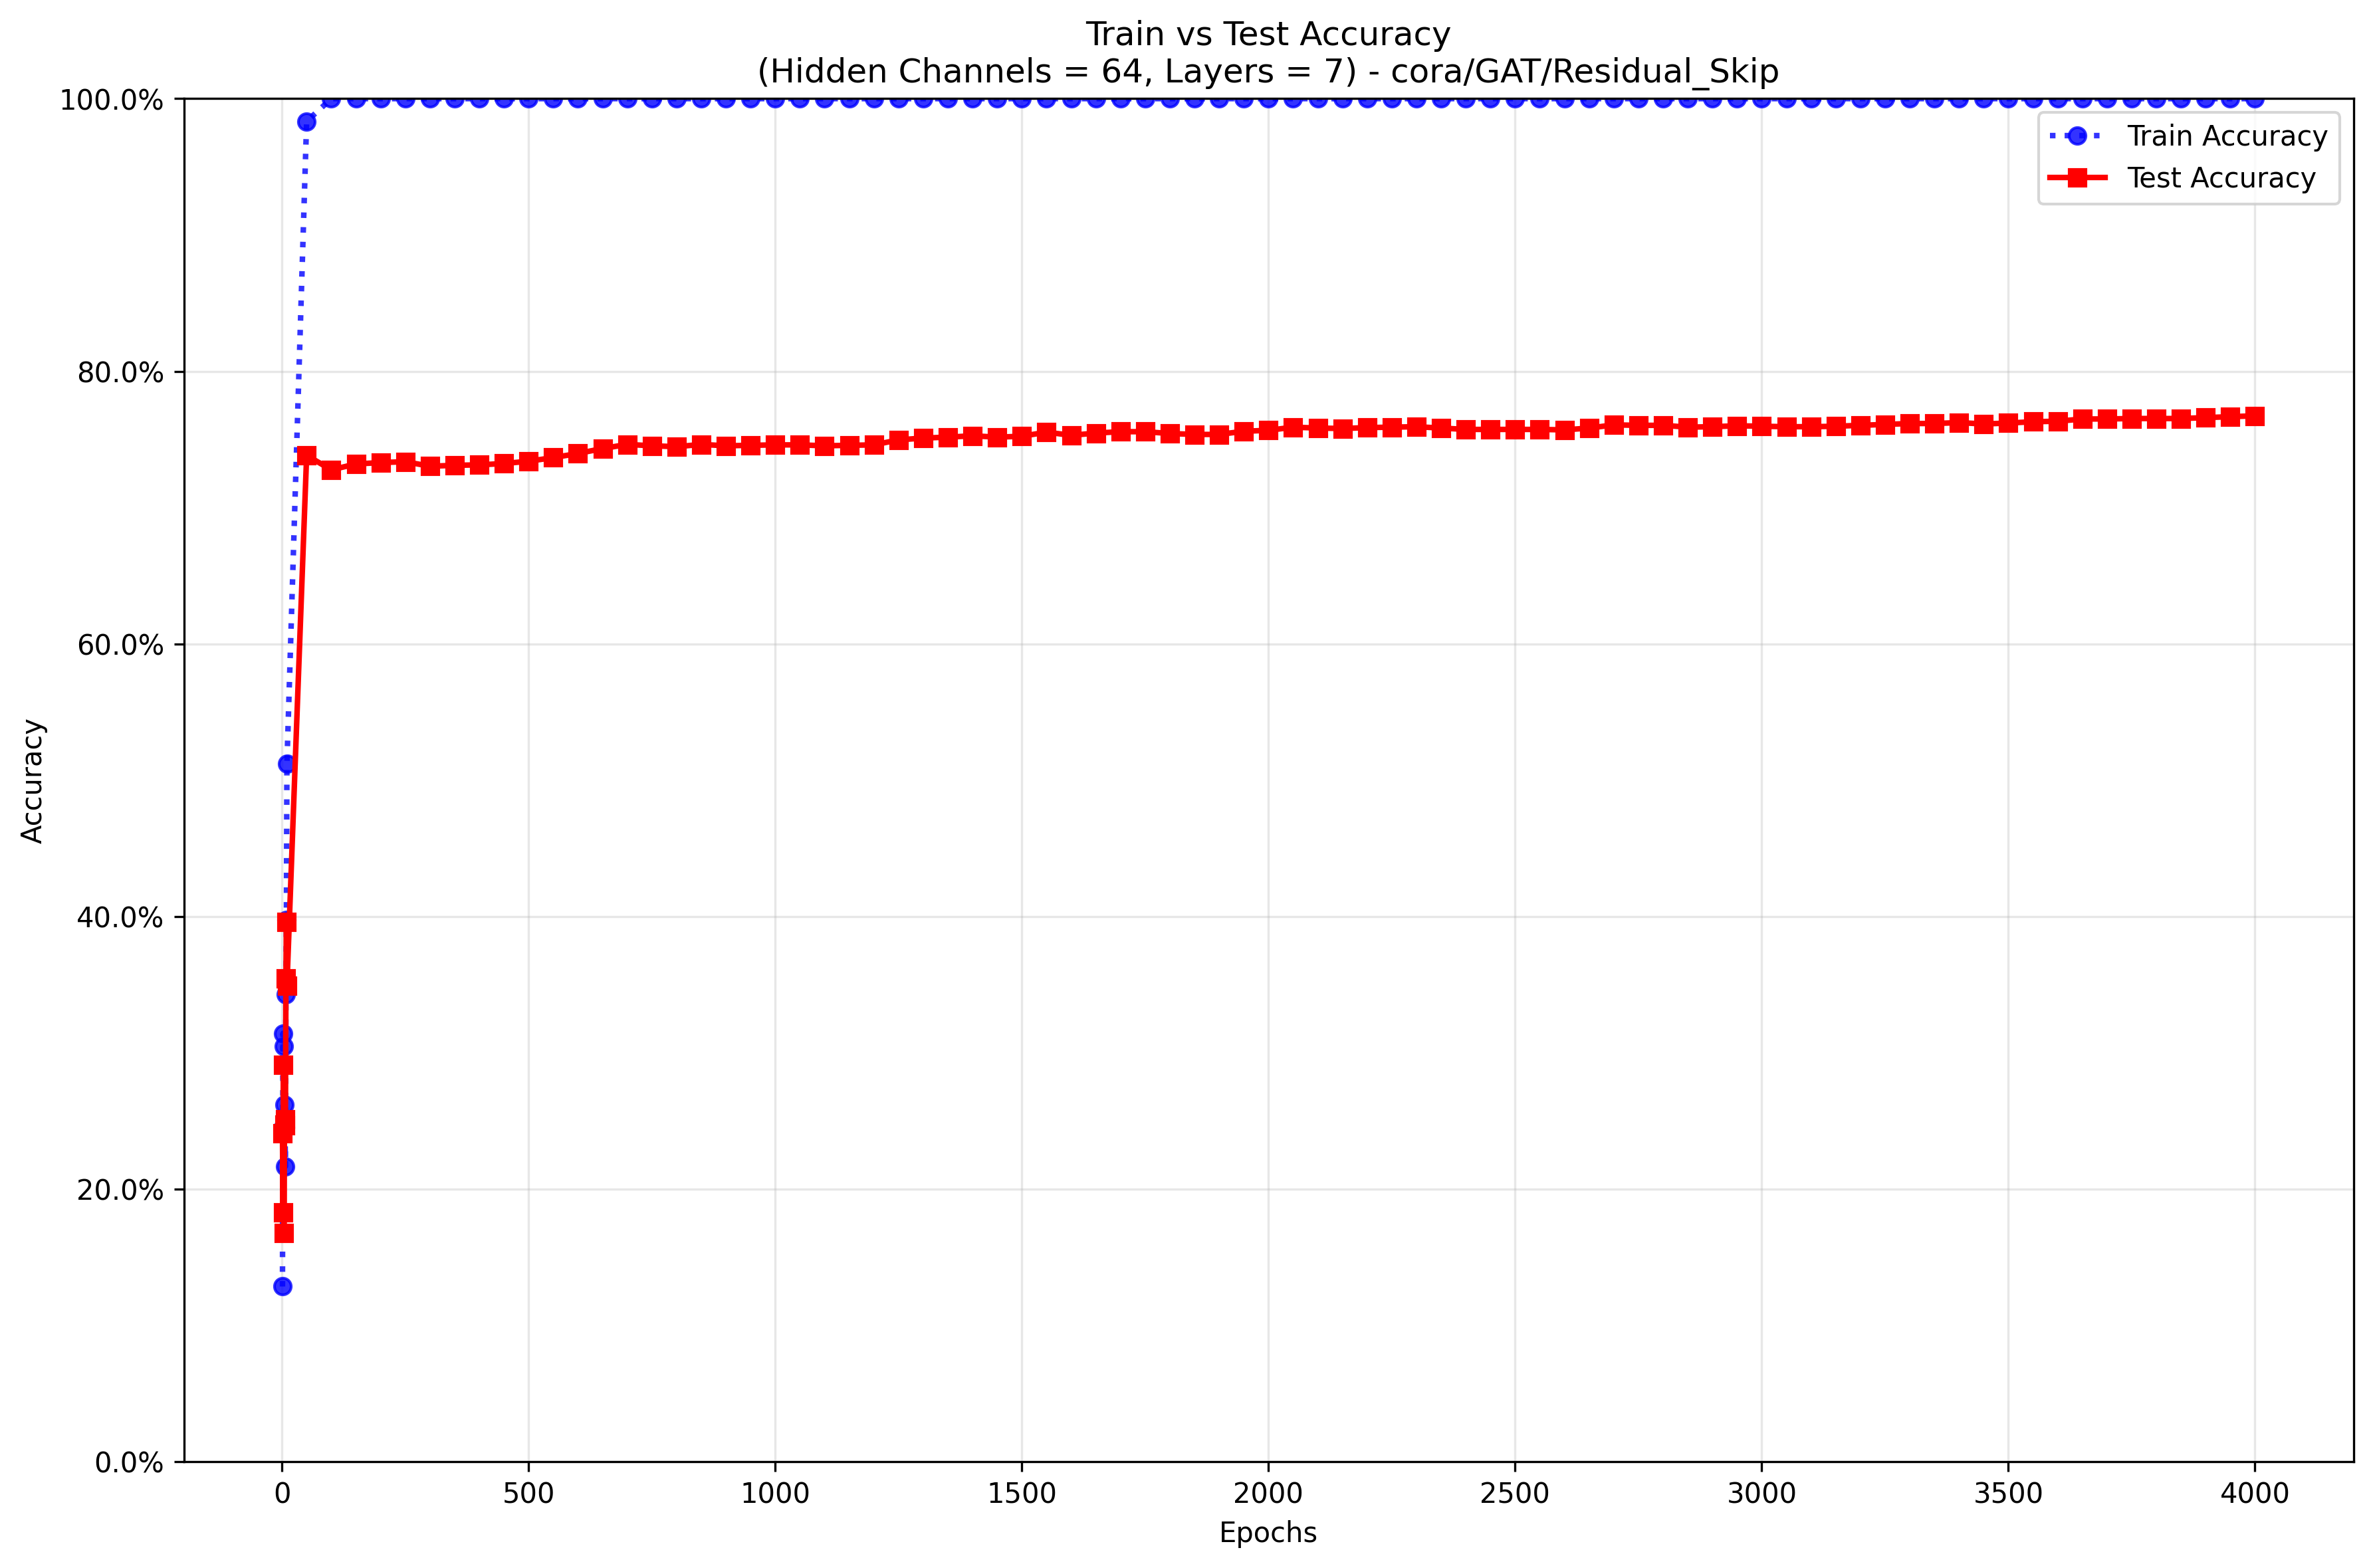 Train vs Test Accuracy
(Hidden Channels = 64, Layers = 7) - cora/GAT/Residual_Skip
100.0%
80.0%
60.0%
40.0%
20.0%
0.0%
Accuracy
Train Accuracy
Test Accuracy
0 500 1000 1500 2000 2500 3000 3500 4000
Epochs